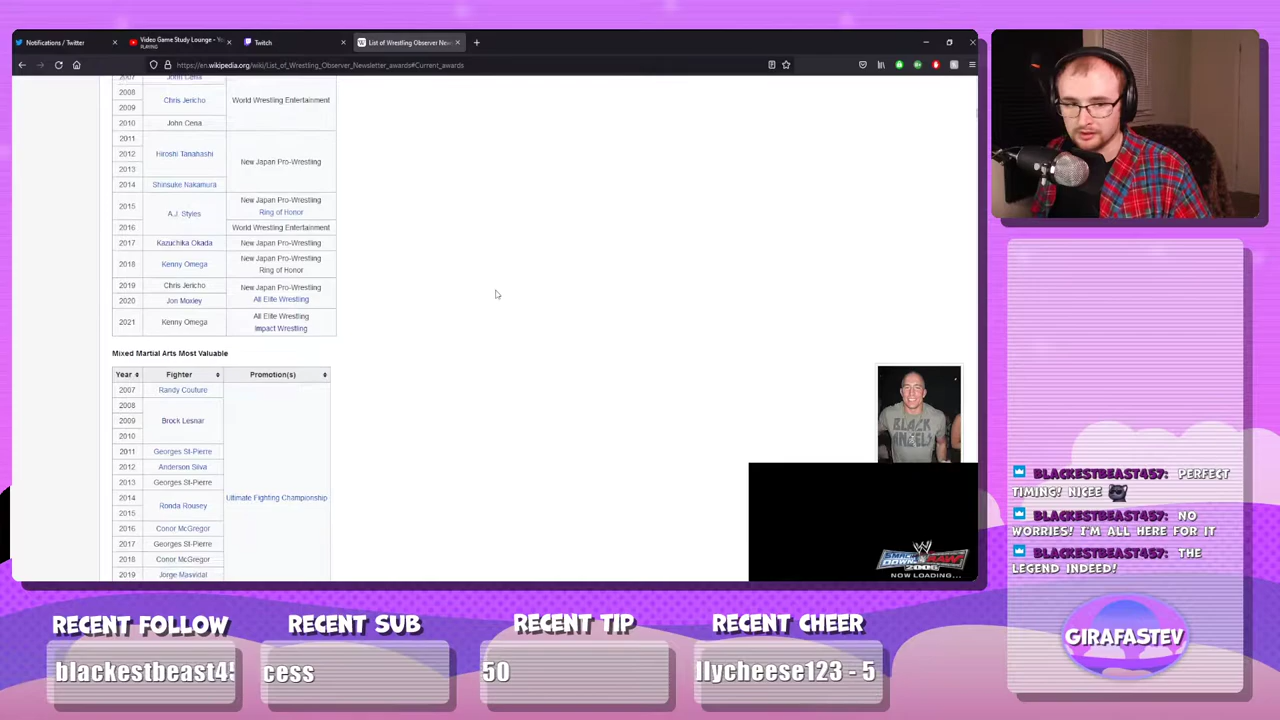 Notifications / Twitter
Video Game Study Lounge - Yo
PLAYING
Twitch
List of Wrestling Observer New
https://en.wikipedia.org/wiki/List_of_Wrestling_Observer_Newsletter_awards#Current_awards
2007 John Cena
2008 Chris Jericho World Wrestling Entertainment
2009
2010 John Cena
2011
2012 Hiroshi Tanahashi New Japan Pro-Wrestling
2013
2014 Shinsuke Nakamura
2015 A.J. Styles New Japan Pro-Wrestling
Ring of Honor
2016 World Wrestling Entertainment
2017 Kazuchika Okada New Japan Pro-Wrestling
2018 Kenny Omega New Japan Pro-Wrestling
Ring of Honor
2019 Chris Jericho New Japan Pro-Wrestling
2020 Jon Moxley All Elite Wrestling
2021 Kenny Omega All Elite Wrestling
Impact Wrestling
Mixed Martial Arts Most Valuable
Year Fighter Promotion(s)
2007 Randy Couture
2008
2009 Brock Lesnar
2010
2011 Georges St-Pierre
2012 Anderson Silva
2013 Georges St-Pierre
2014 Ronda Rousey Ultimate Fighting Championship
2015
2016 Conor McGregor
2017 Georges St-Pierre
2018 Conor McGregor
2019 Jorge Masvidal
BLACK
ANGELS
SMACK DOWN! RAW
2006
NOW LOADING...
BLACKESTBEAST457: PERFECT
TIMING! NICEE
BLACKESTBEAST457: NO
WORRIES! I'M ALL HERE FOR IT
BLACKESTBEAST457: THE
LEGEND INDEED!
GIRAFASTEV
RECENT FOLLOW
blackestbeast45
RECENT SUB
cess
RECENT TIP
50
RECENT CHEER
llycheese123 - 5